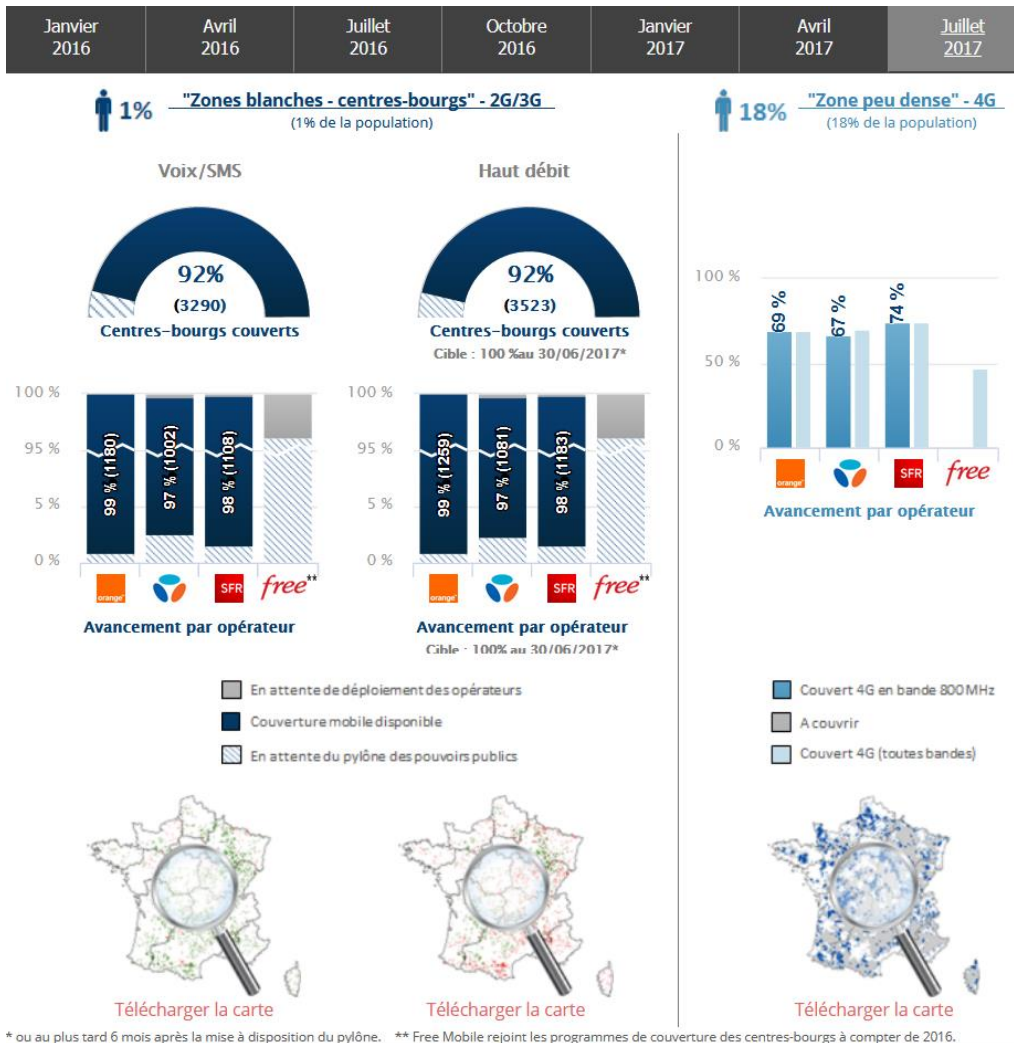 Janvier 2016
Avril 2016
Juillet 2016
Octobre 2016
Janvier 2017
Avril 2017
Juillet 2017
1%
"Zones blanches - centres-bourgs" - 2G/3G
(1% de la population)
18%
"Zone peu dense" - 4G
(18% de la population)
Voix/SMS
92%
(3290)
Centres-bourgs couverts
Haut débit
92%
(3523)
Centres-bourgs couverts
Cible : 100 %au 30/06/2017*
100 %
95 %
5 %
0 %
99 % (1180)
97 % (1002)
98 % (1108)
orange
SFR
free**
Avancement par opérateur
100 %
95 %
5 %
0 %
99 % (1259)
97 % (1081)
98 % (1183)
orange
SFR
free**
Avancement par opérateur
Cible : 100% au 30/06/2017*
100 %
50 %
0 %
69 %
67 %
74 %
orange
SFR
free
Avancement par opérateur
En attente de déploiement des opérateurs
Couverture mobile disponible
En attente du pylône des pouvoirs publics
Couvert 4G en bande 800 MHz
A couvrir
Couvert 4G (toutes bandes)
Télécharger la carte
Télécharger la carte
Télécharger la carte
* ou au plus tard 6 mois après la mise à disposition du pylône. ** Free Mobile rejoint les programmes de couverture des centres-bourgs à compter de 2016.